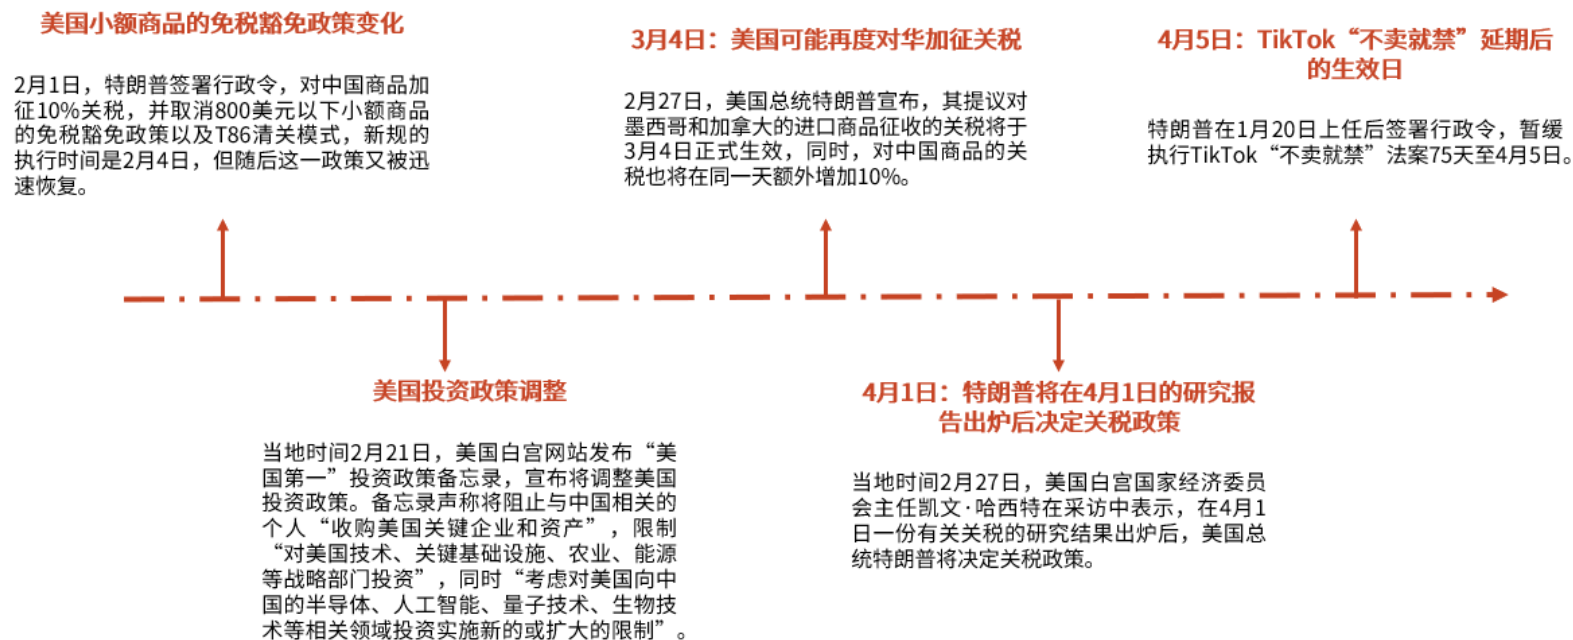 美国小额商品的免税豁免政策变化
2月1日，特朗普签署行政令，对中国商品加
征10%关税，并取消800美元以下小额商品
的免税豁免政策以及T86清关模式，新规的
执行时间是2月4日，但随后这一政策又被迅
速恢复。
美国投资政策调整
当地时间2月21日，美国白宫网站发布“美
国第一”投资政策备忘录，宣布将调整美国
投资政策。备忘录声称将阻止与中国相关的
个人“收购美国关键企业和资产”，限制
“对美国技术、关键基础设施、农业、能源
等战略部门投资”，同时“考虑对美国向中
国的半导体、人工智能、量子技术、生物技
术等相关领域投资实施新的或扩大的限制”。
3月4日：美国可能再度对华加征关税
2月27日，美国总统特朗普宣布，其提议对
墨西哥和加拿大的进口商品征收的关税将于
3月4日正式生效，同时，对中国商品的关
税也将在同一天额外增加10%。
4月1日：特朗普将在4月1日的研究报
告出炉后决定关税政策
当地时间2月27日，美国白宫国家经济委员
会主任凯文·哈西特在采访中表示，在4月1
日一份有关关税的研究结果出炉后，美国总
统特朗普将决定关税政策。
4月5日：TikTok“不卖就禁”延期后
的生效日
特朗普在1月20日上任后签署行政令，暂缓
执行TikTok“不卖就禁”法案75天至4月5日。